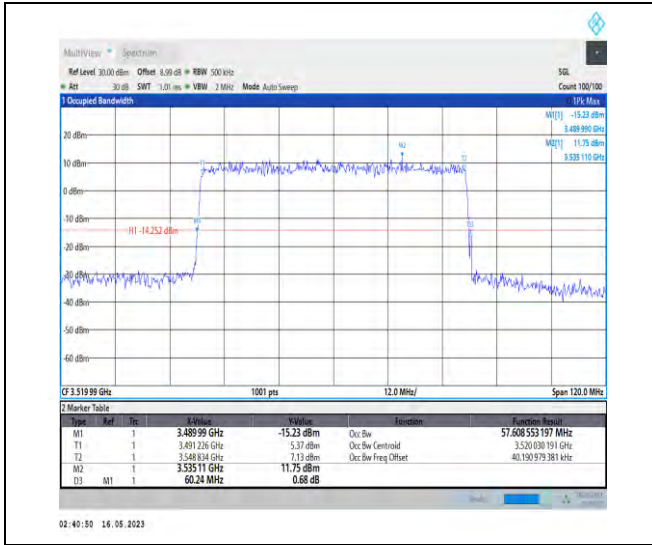 MultiView Spectrum
Ref Level 30.00 dBm Offset 8.99 dB RBW 500 kHz SGL
Att 30 dB SWT 1.01 ms VBW 2 MHz Mode Auto Sweep Count 100/100
1 Occupied Bandwidth 1Pk Max
M1[1] -15.23 dBm
3.489 990 GHz
M2[1] 11.75 dBm
3.535 110 GHz
20 dBm
10 dBm
0 dBm
-10 dBm
H1 -14.252 dBm
-20 dBm
-30 dBm
-40 dBm
-50 dBm
-60 dBm
M2
CF 3.519 99 GHz 1001 pts 12.0 MHz/ Span 120.0 MHz
2 Marker Table
Type Ref Trc X-Value Y-Value Function Function Result
M1 1 3.489 99 GHz -15.23 dBm Occ Bw 57.608 553 197 MHz
T1 1 3.491 226 GHz 5.37 dBm Occ Bw Centroid 3.520 030 191 GHz
T2 1 3.548 834 GHz 7.13 dBm Occ Bw Freq Offset 40.190 979 381 kHz
M2 1 3.535 11 GHz 11.75 dBm
D3 M1 1 60.24 MHz 0.68 dB
02:40:50 16.05.2023